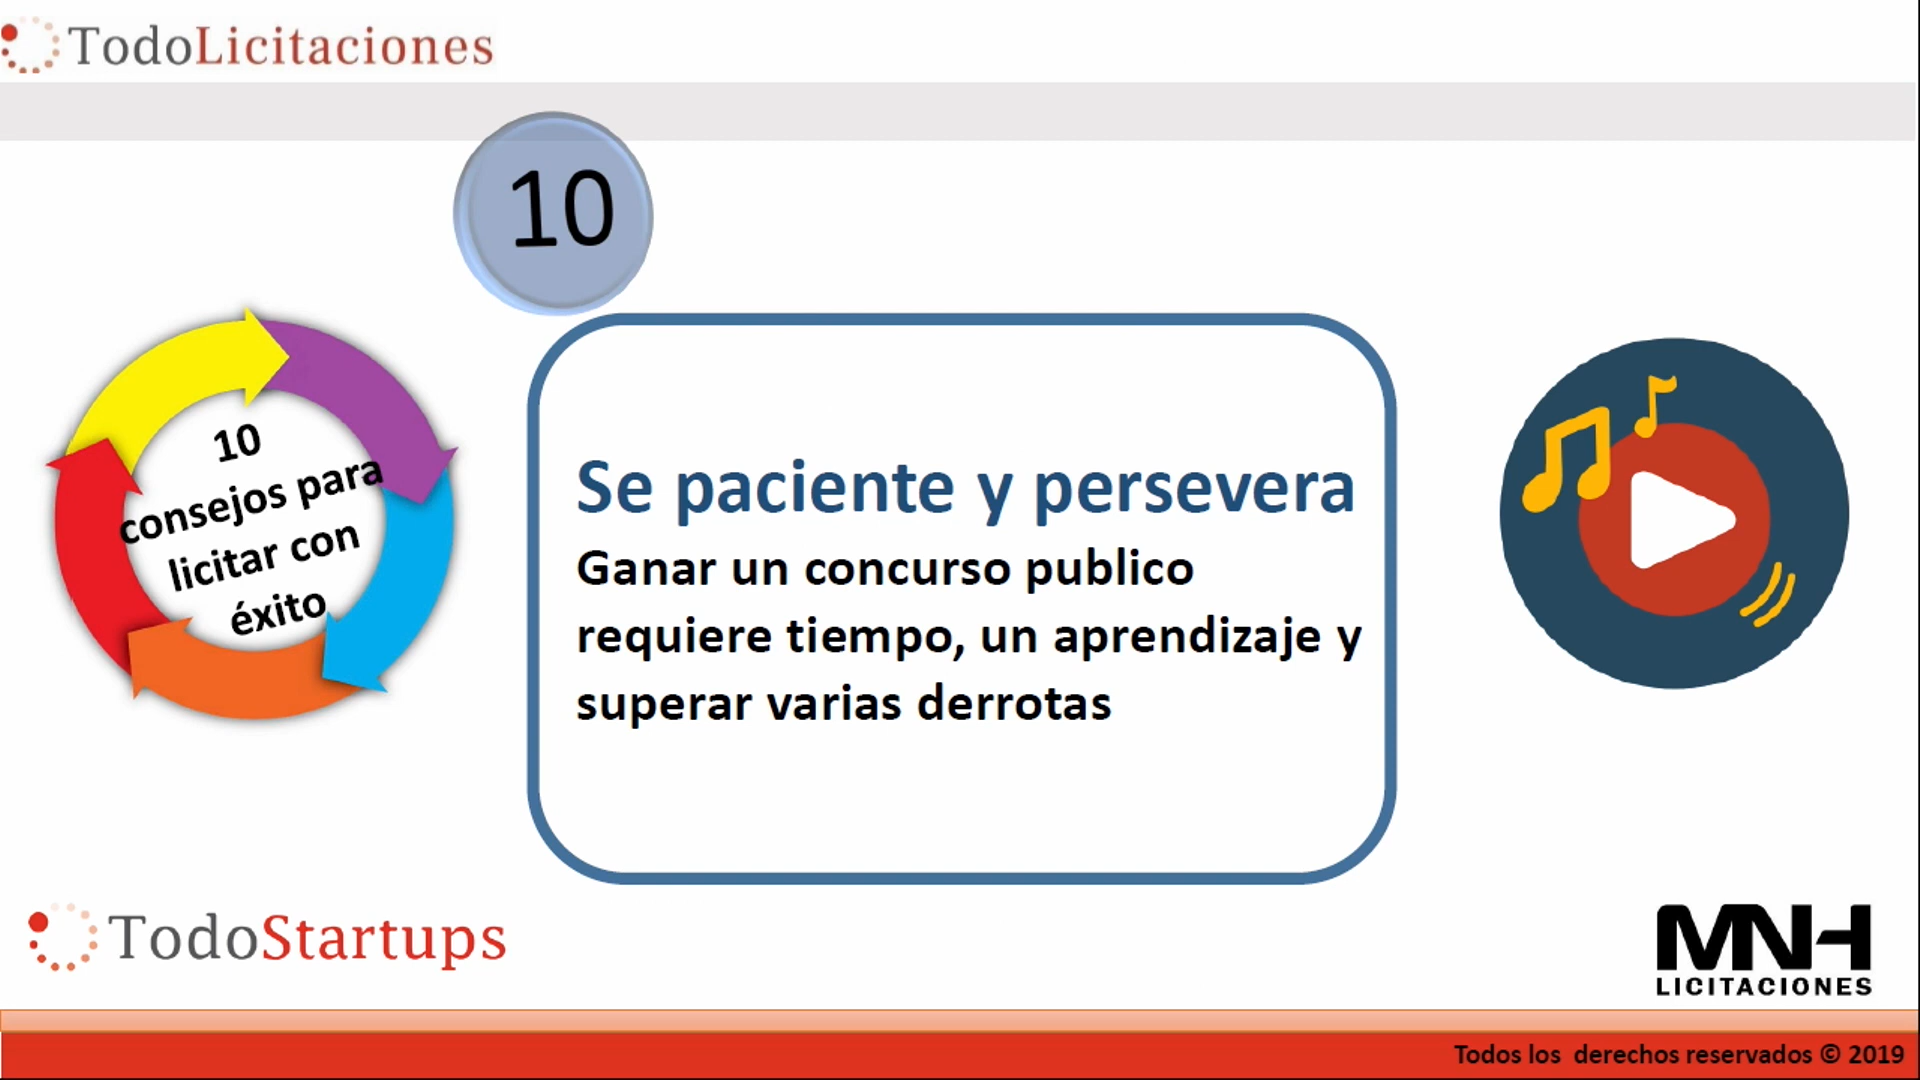 TodoLicitaciones
10
10
consejos para
licitar con
éxito
Se paciente y persevera
Ganar un concurso publico
requiere tiempo, un aprendizaje y
superar varias derrotas
TodoStartups
MNH
LICITACIONES
Todos los derechos reservados © 2019